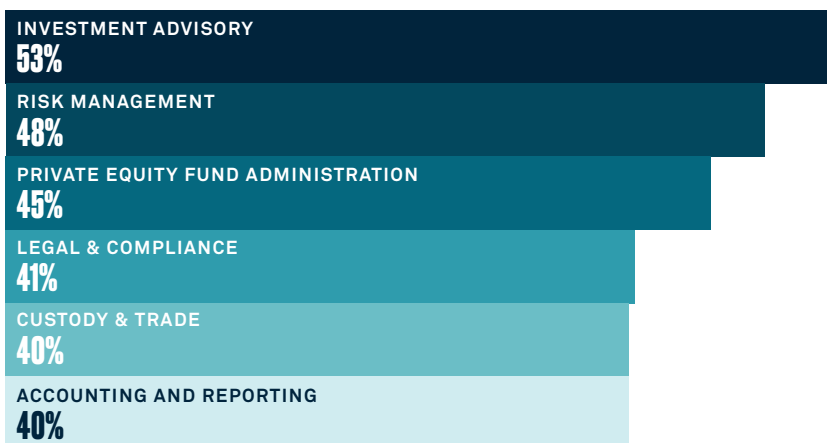 INVESTMENT ADVISORY
53%
RISK MANAGEMENT
48%
PRIVATE EQUITY FUND ADMINISTRATION
45%
LEGAL & COMPLIANCE
41%
CUSTODY & TRADE
40%
ACCOUNTING AND REPORTING
40%